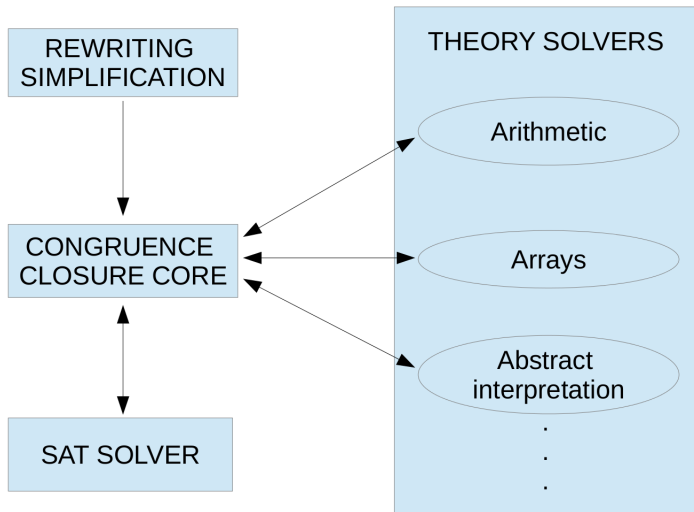 REWRITING
SIMPLIFICATION
THEORY SOLVERS
Arithmetic
CONGRUENCE
CLOSURE CORE
Arrays
Abstract
interpretation
.
.
.
SAT SOLVER